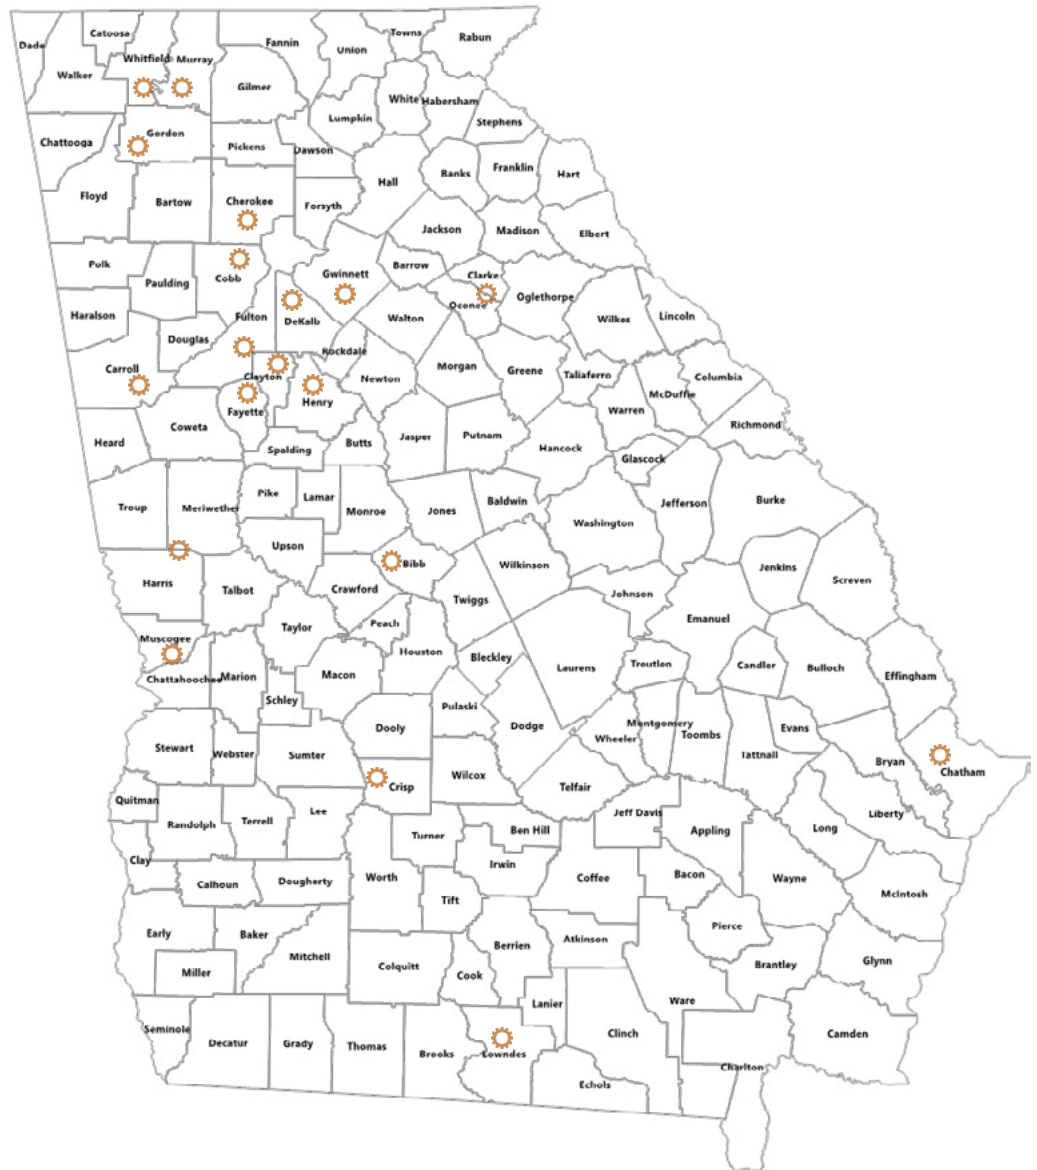 Dade
Catoosa
Whitfield
Murray
Fannin
Union
Towns
Rabun
Walker
Gilmer
White
Habersham
Lumpkin
Stephens
Chattooga
Gordon
Pickens
Dawson
Hall
Banks
Franklin
Hart
Floyd
Bartow
Cherokee
Forsyth
Jackson
Madison
Elbert
Polk
Paulding
Cobb
Gwinnett
Barrow
Clarke
Oconee
Oglethorpe
Haralson
Fulton
DeKalb
Walton
Wilkes
Lincoln
Douglas
Rockdale
Carroll
Clayton
Newton
Morgan
Greene
Taliaferro
McDuffie
Columbia
Fayette
Henry
Warren
Richmond
Heard
Coweta
Spalding
Butts
Jasper
Putnam
Hancock
Glascock
Troup
Meriwether
Pike
Lamar
Monroe
Jones
Baldwin
Washington
Jefferson
Burke
Upson
Harris
Talbot
Crawford
Bibb
Wilkinson
Twiggs
Johnson
Jenkins
Screven
Emanuel
Muscogee
Taylor
Peach
Houston
Bleckley
Laurens
Treutlen
Candler
Bulloch
Effingham
Chattahoochee
Marion
Schley
Macon
Pulaski
Dooly
Dodge
Wheeler
Montgomery
Toombs
Tattnall
Evans
Bryan
Chatham
Stewart
Webster
Sumter
Crisp
Wilcox
Telfair
Quitman
Randolph
Terrell
Lee
Turner
Ben Hill
Jeff Davis
Appling
Long
Liberty
Clay
Calhoun
Dougherty
Worth
Irwin
Coffee
Bacon
Wayne
McIntosh
Tift
Early
Baker
Mitchell
Miller
Colquitt
Cook
Berrien
Atkinson
Pierce
Brantley
Glynn
Lanier
Ware
Seminole
Decatur
Grady
Thomas
Brooks
Lowndes
Clinch
Echols
Charlton
Camden